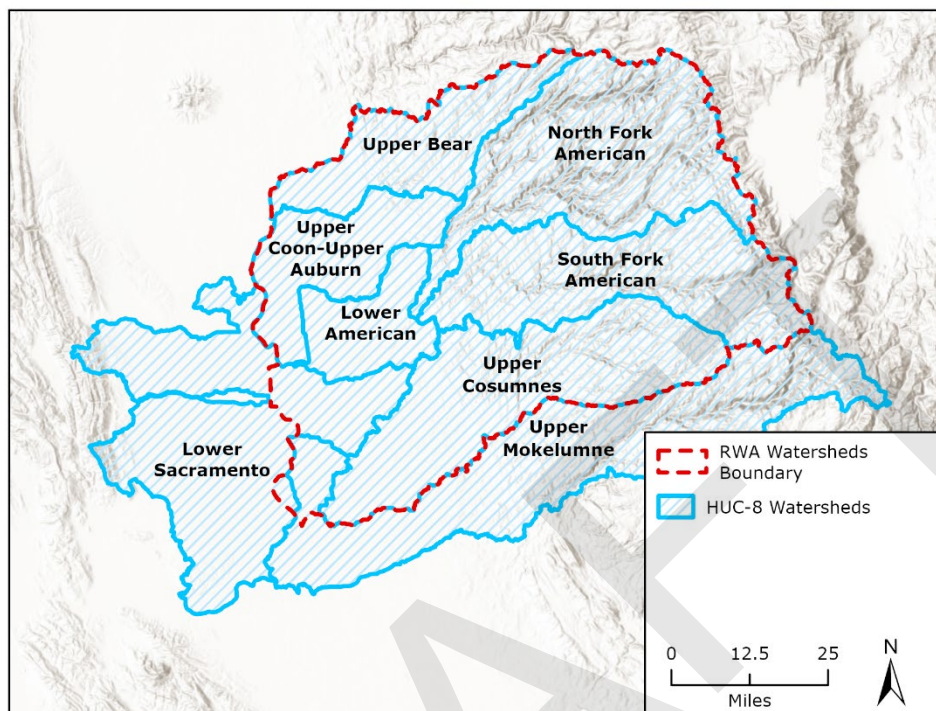 Upper Bear
North Fork
American
Upper
Coon-Upper
Auburn
South Fork
American
Lower
American
Upper
Cosumnes
Upper
Mokelumne
Lower
Sacramento
RWA Watersheds
Boundary
HUC-8 Watersheds
0 12.5 25
Miles
N